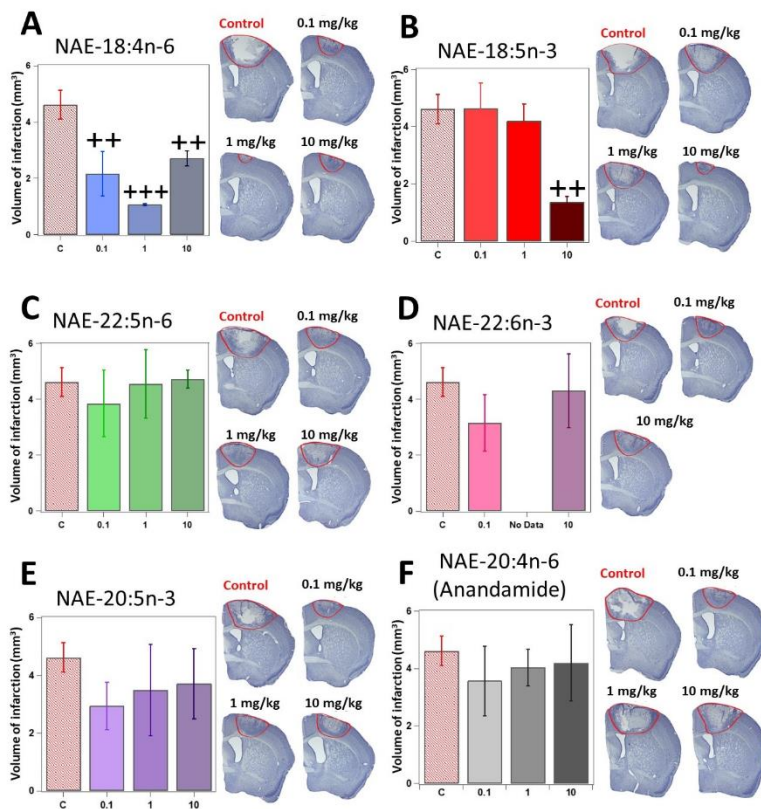 A
NAE-18:4n-6
Volume of infarction (mm³)
6
4
2
0
++
+++
++
C 0.1 1 10
Control 0.1 mg/kg
1 mg/kg 10 mg/kg
B
NAE-18:5n-3
Volume of infarction (mm³)
6
4
2
0
++
C 0.1 1 10
Control 0.1 mg/kg
1 mg/kg 10 mg/kg
C
NAE-22:5n-6
Volume of infarction (mm³)
6
4
2
0
C 0.1 1 10
Control 0.1 mg/kg
1 mg/kg 10 mg/kg
D
NAE-22:6n-3
Volume of infarction (mm³)
6
4
2
0
C 0.1 No Data 10
Control 0.1 mg/kg
10 mg/kg
E
NAE-20:5n-3
Volume of infarction (mm³)
6
4
2
0
C 0.1 1 10
Control 0.1 mg/kg
1 mg/kg 10 mg/kg
F
NAE-20:4n-6
(Anandamide)
Volume of infarction (mm³)
6
4
2
0
C 0.1 1 10
Control 0.1 mg/kg
1 mg/kg 10 mg/kg